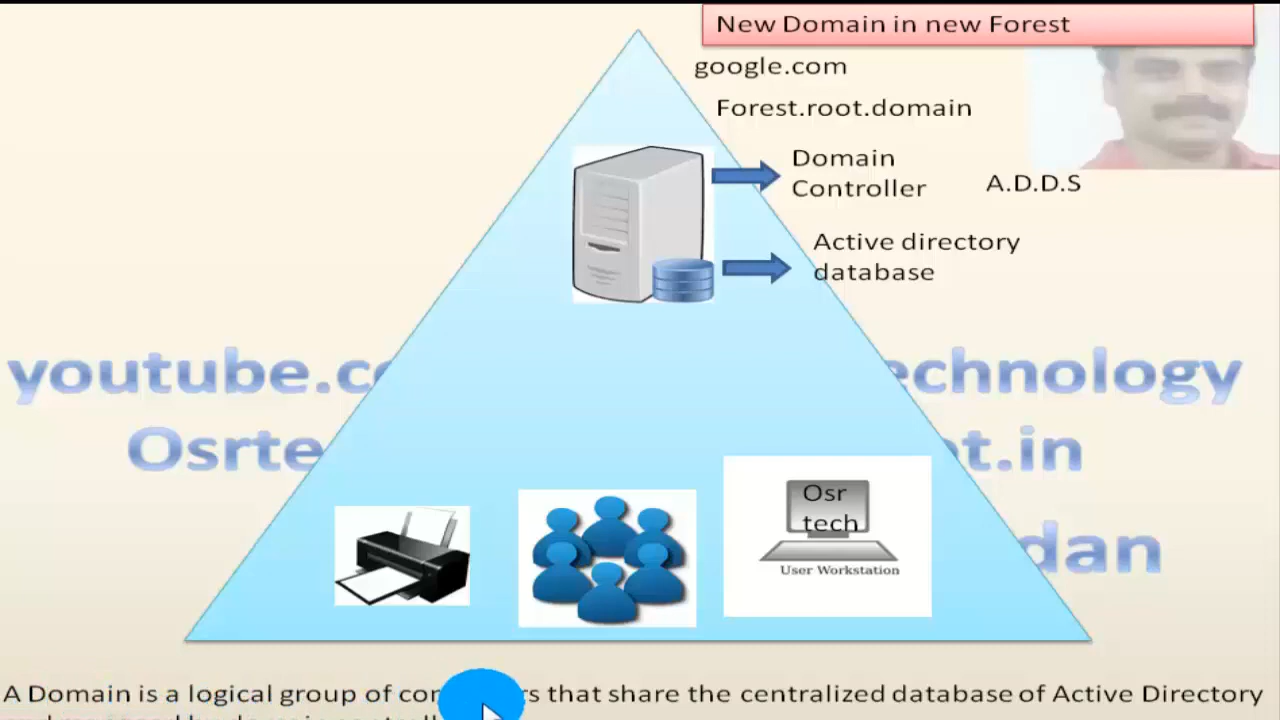 New Domain in new Forest
google.com
Forest.root.domain
Domain
Controller
A.D.D.S
Active directory
database
youtube.c echnology
Osrte t.in
dan
Osr
tech
User Workstation
A Domain is a logical group of that share the centralized database of Active Directory